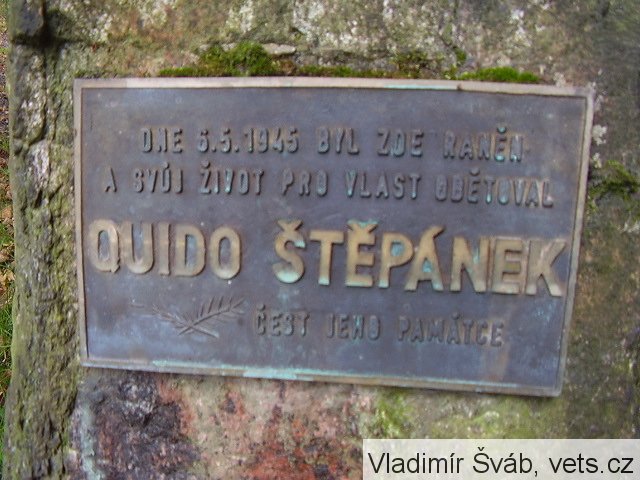 DNE 6.5.1945 BYL ZDE RANĚN
A SVŮJ ŽIVOT PRO VLAST OBĚTOVAL
QUIDO ŠTĚPÁNEK
ČEST JEHO PAMÁTCE
Vladimír Šváb, vets.cz